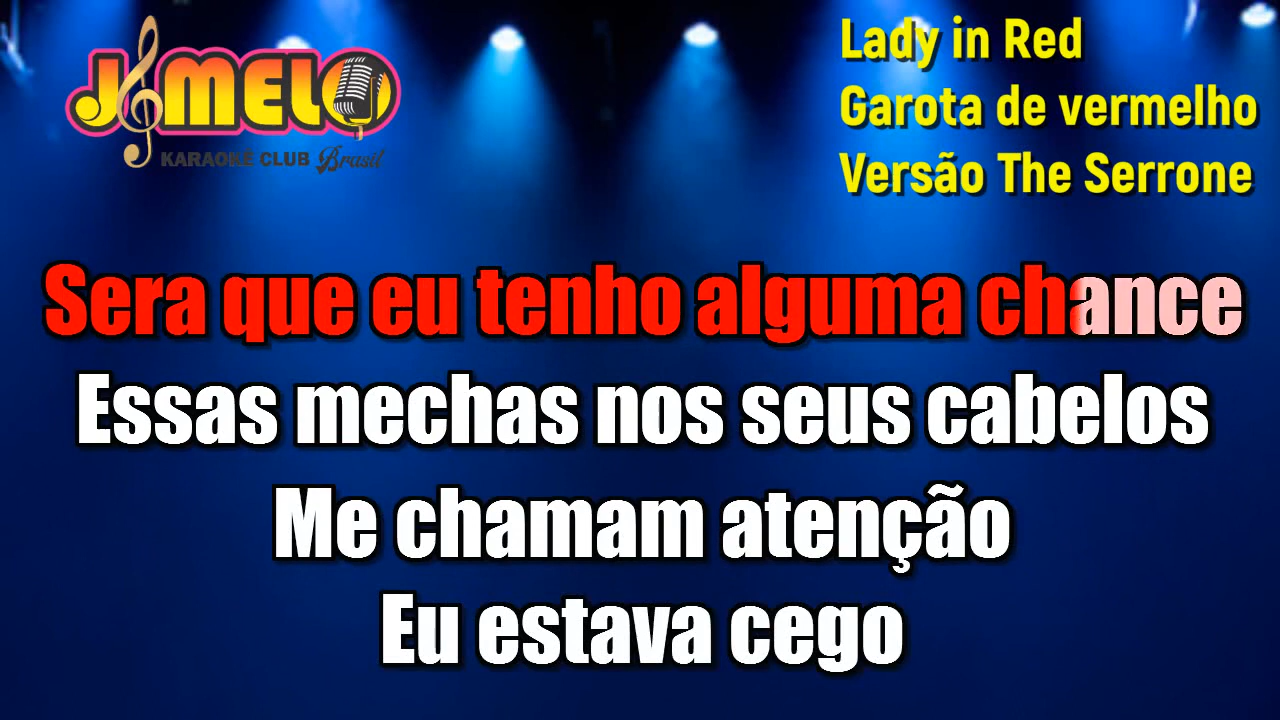 JMELO
KARAOKÊ CLUB Brasil
Lady in Red
Garota de vermelho
Versão The Serrone
Sera que eu tenho alguma chance
Essas mechas nos seus cabelos
Me chamam atenção
Eu estava cego